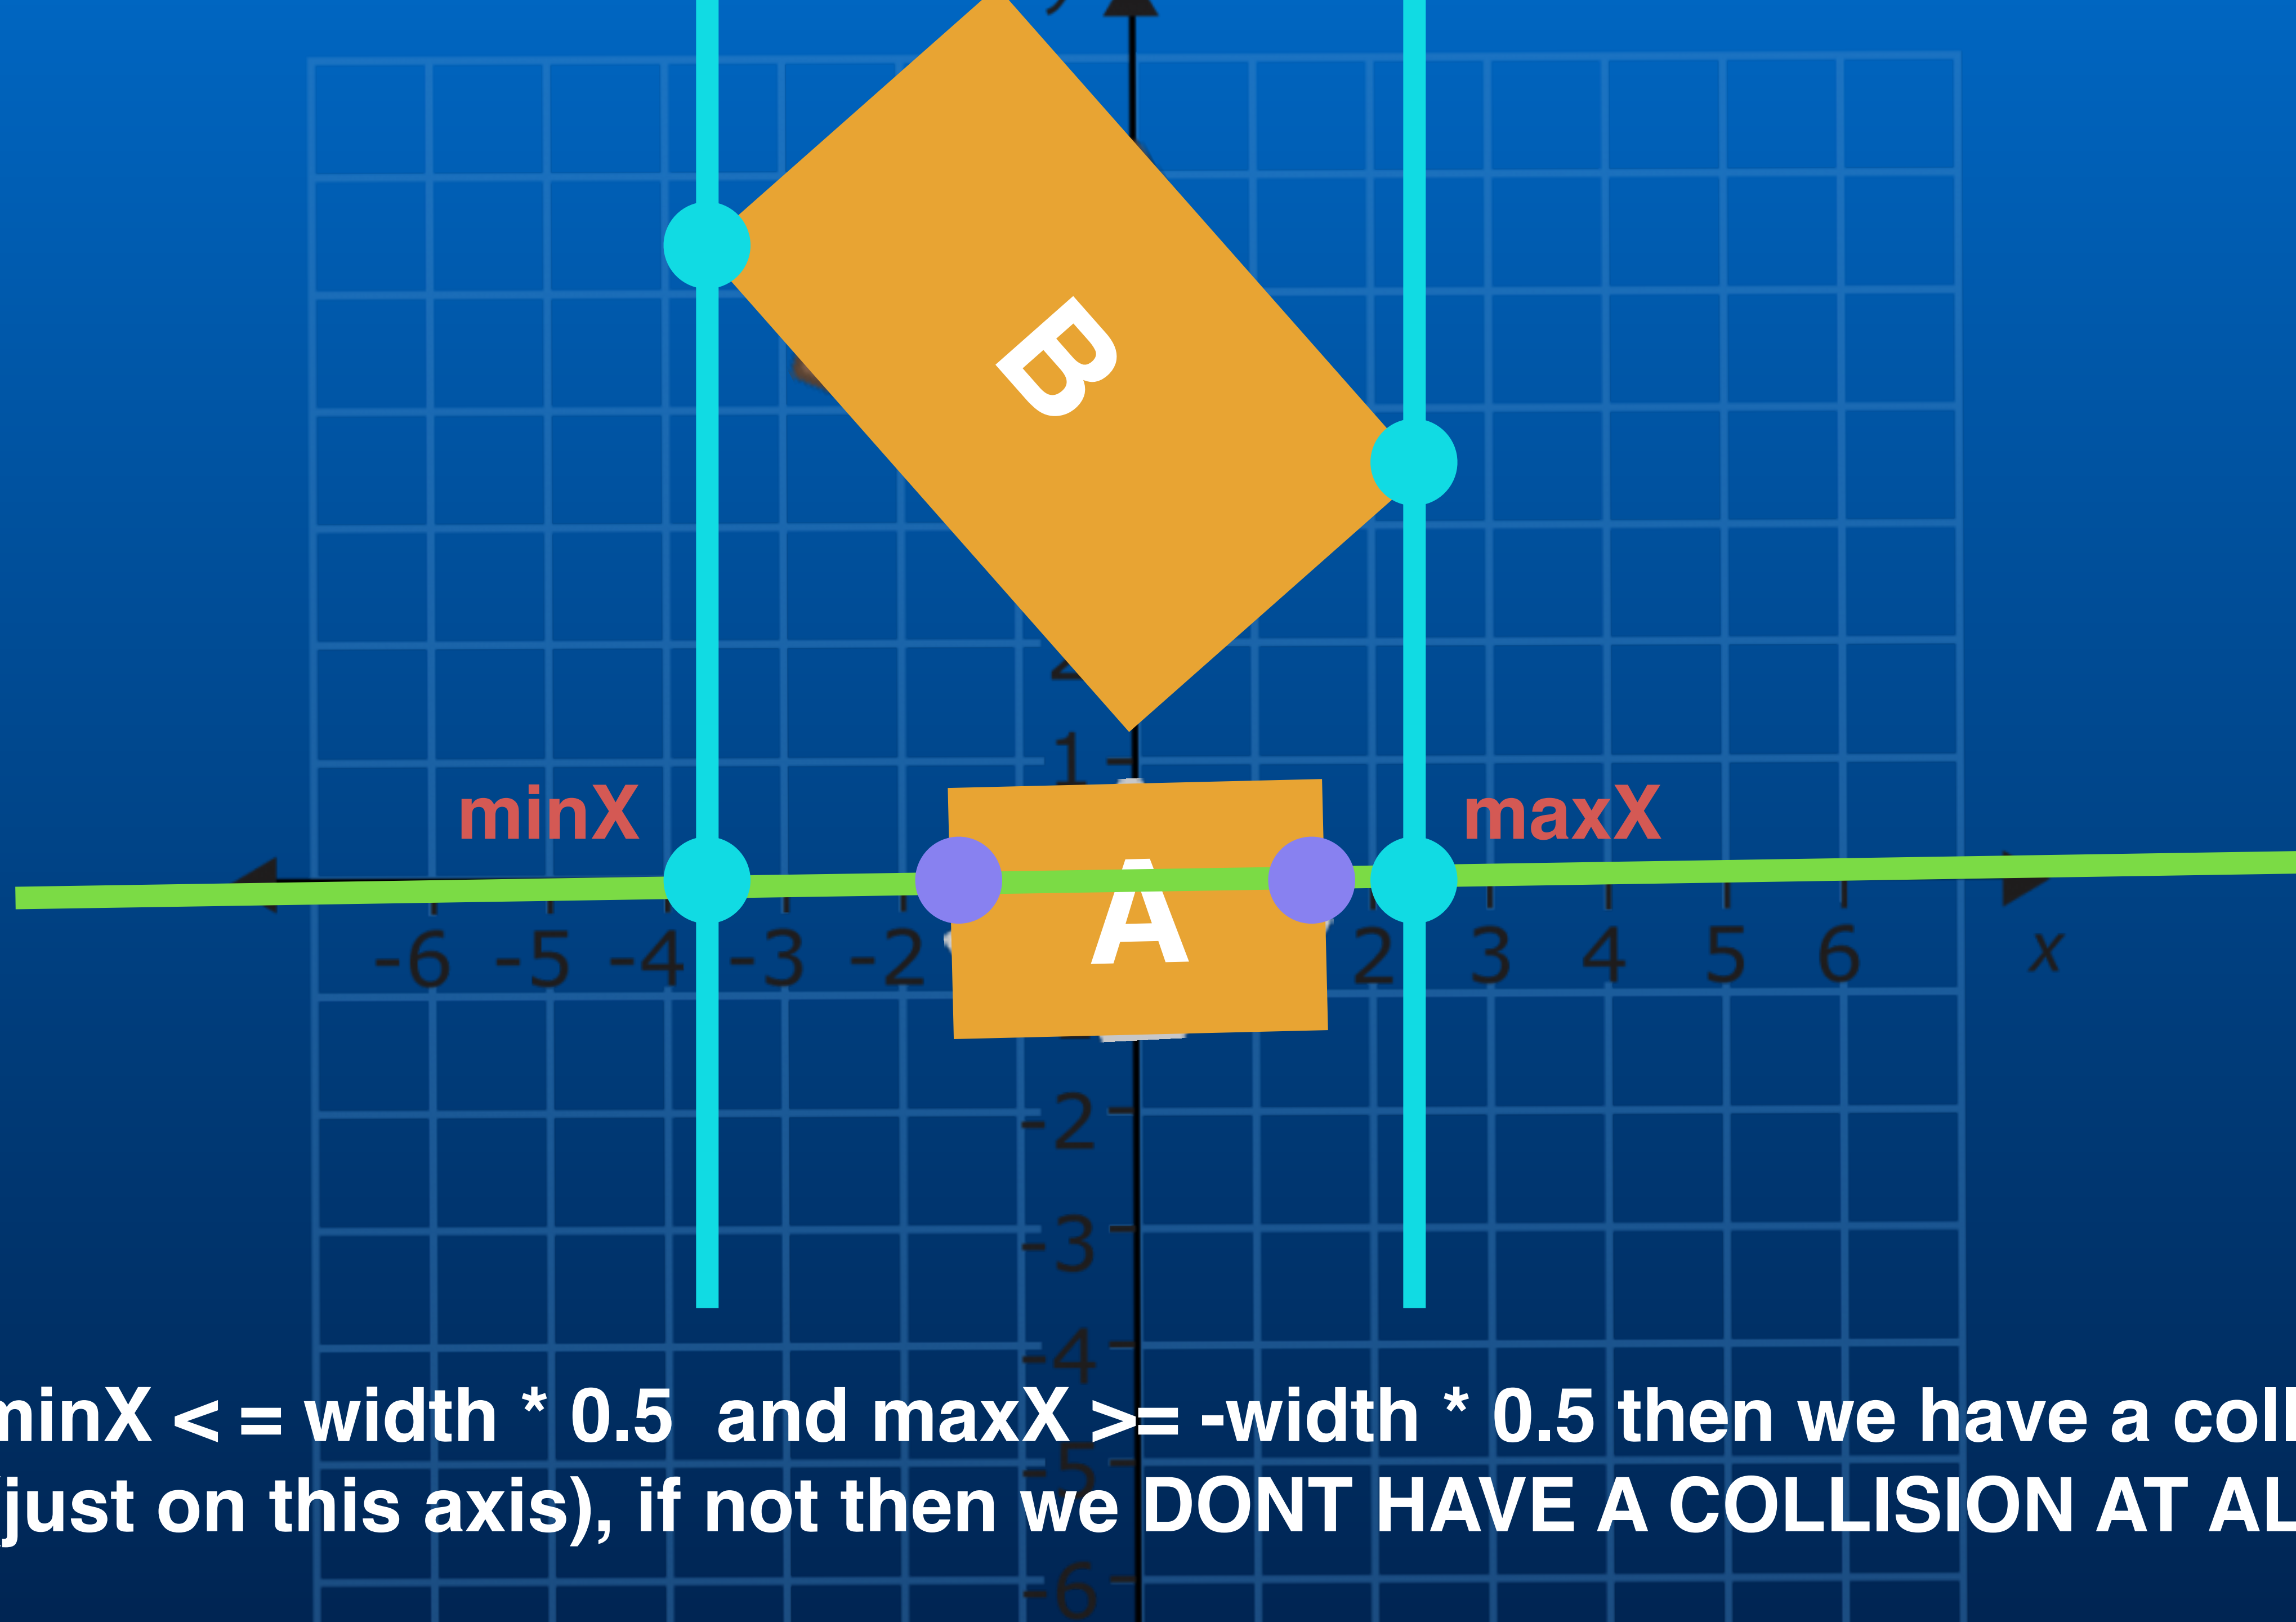 B
1
minX
maxX
A
-6 -5 -4 -3 -2 2 3 4 5 6 x
-2
-3
-4
minX < = width * 0.5 and maxX >= -width * 0.5 then we have a coll
-5
just on this axis), if not then we DONT HAVE A COLLISION AT AL
-6